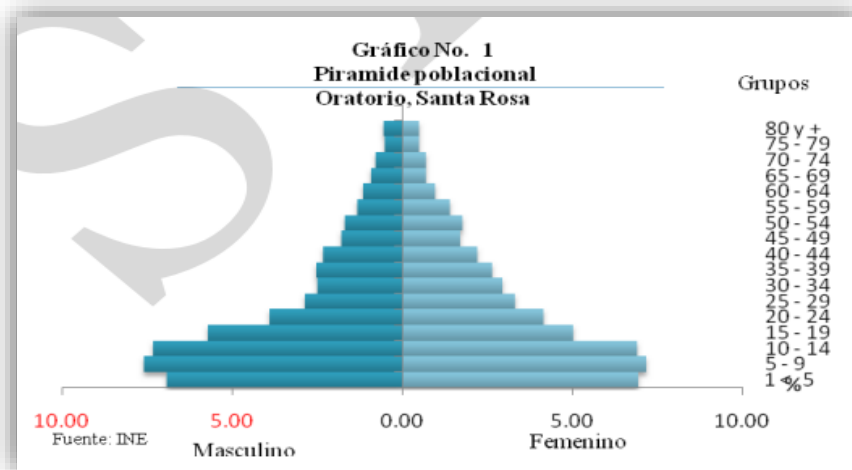 Gráfico No. 1
Piramide poblacional
Oratorio, Santa Rosa
Grupos
80 y +
75 - 79
70 - 74
65 - 69
60 - 64
55 - 59
50 - 54
45 - 49
40 - 44
35 - 39
30 - 34
25 - 29
20 - 24
15 - 19
10 - 14
5 - 9
1 < 5
%
10.00 5.00 0.00 5.00 10.00
Fuente: INE
Masculino Femenino